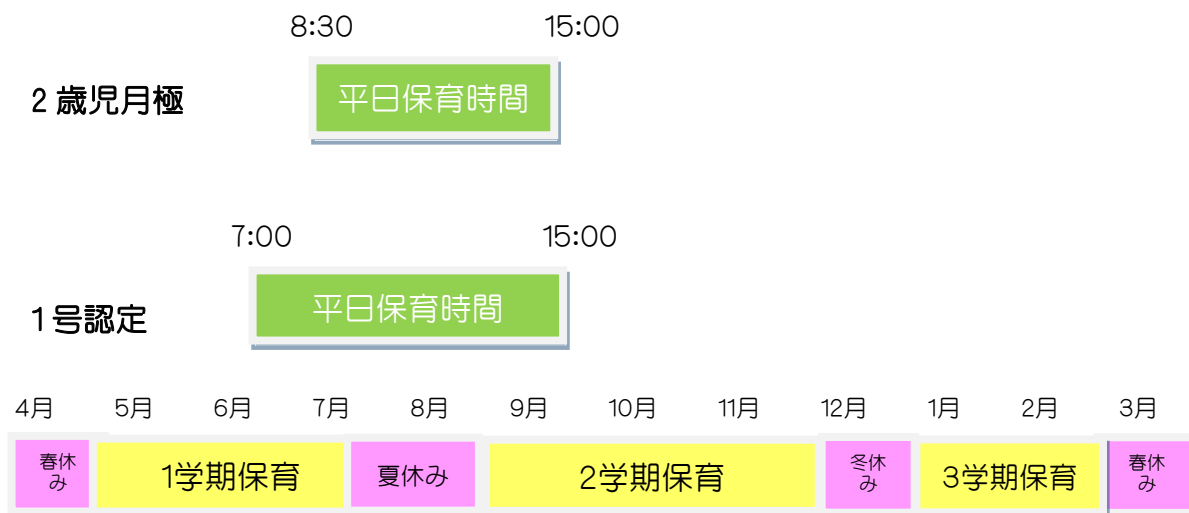 8:30 15:00
2歳児月極
平日保育時間
7:00 15:00
1号認定
平日保育時間
4月 5月 6月 7月 8月 9月 10月 11月 12月 1月 2月 3月
春休
み
1学期保育
夏休み
2学期保育
冬休
み
3学期保育
春休
み